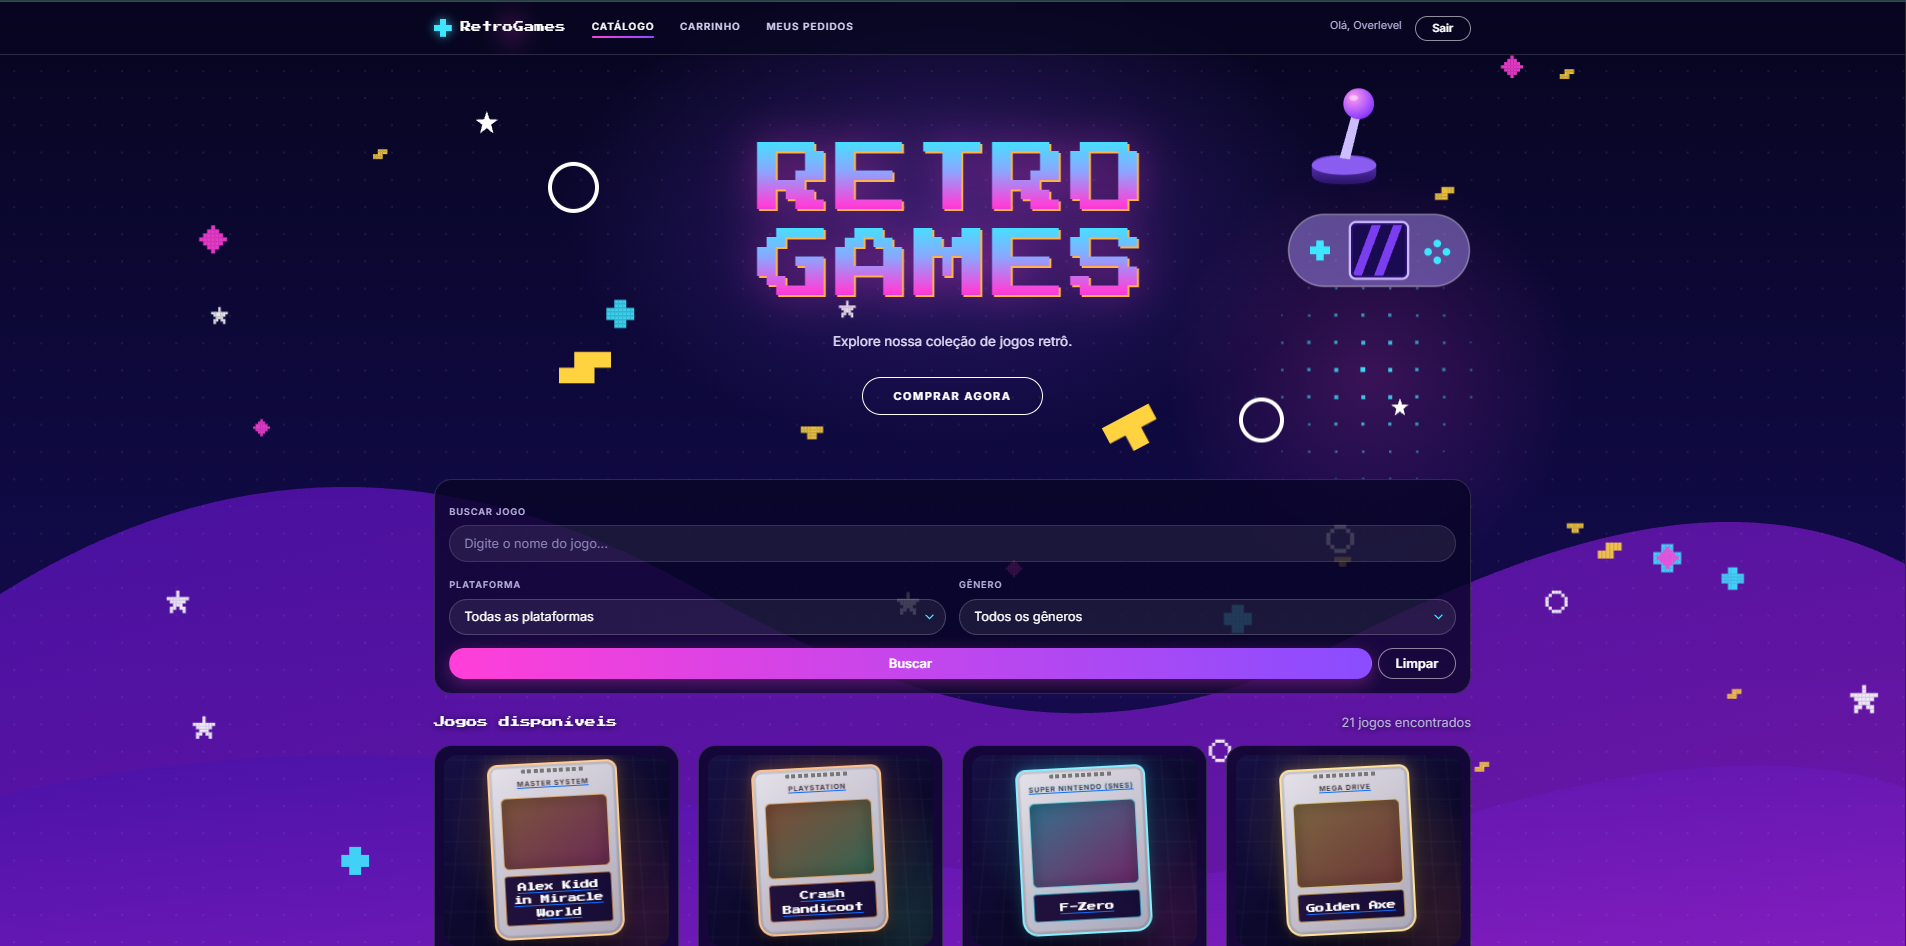 RetroGames
CATÁLOGO
CARRINHO
MEUS PEDIDOS
Olá, Overlevel
Sair
RETRO
GAMES
Explore nossa coleção de jogos retrô.
COMPRAR AGORA
BUSCAR JOGO
Digite o nome do jogo...
PLATAFORMA
GÊNERO
Todas as plataformas
Todos os gêneros
Buscar
Limpar
Jogos disponíveis
21 jogos encontrados
MASTER SYSTEM
Alex Kidd
in Miracle
World
PLAYSTATION
Crash
Bandicoot
SUPER NINTENDO (SNES)
F-Zero
MEGA DRIVE
Golden Axe